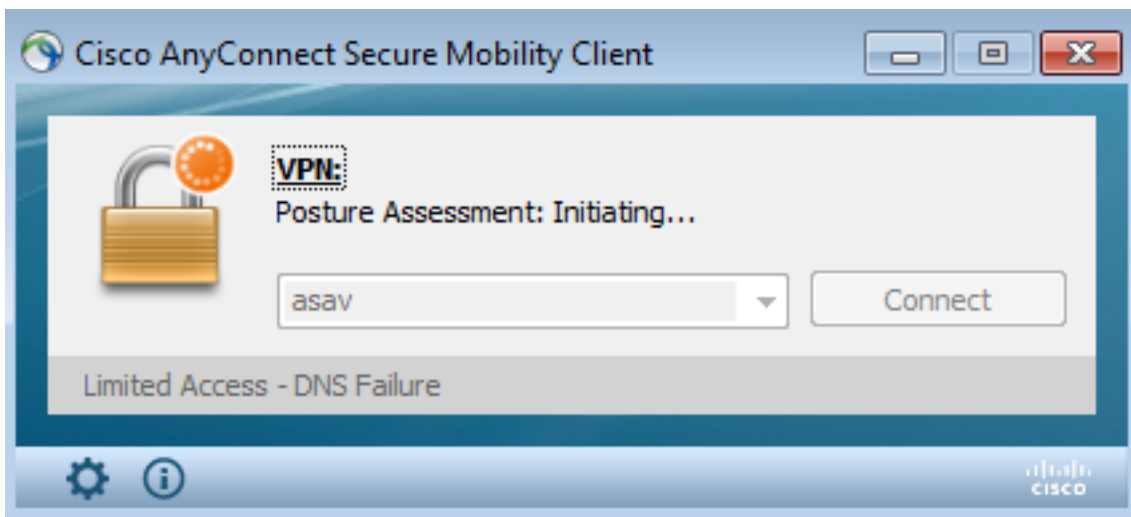 Cisco AnyConnect Secure Mobility Client
VPN:
Posture Assessment: Initiating...
asav
Connect
Limited Access - DNS Failure
CISCO